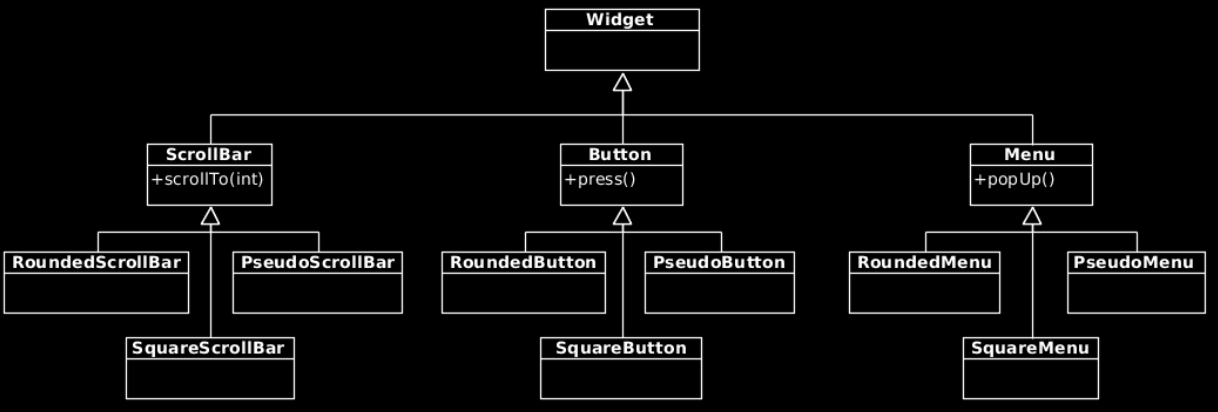 Widget
ScrollBar
+scrollTo(int)
Button
+press()
Menu
+popUp()
RoundedScrollBar
PseudoScrollBar
RoundedButton
PseudoButton
RoundedMenu
PseudoMenu
SquareScrollBar
SquareButton
SquareMenu